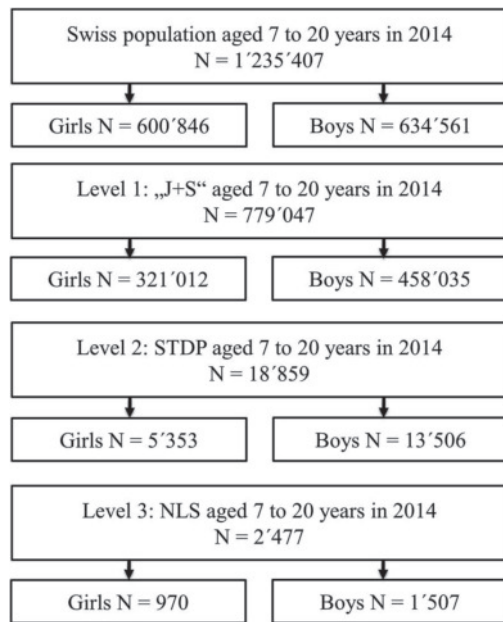 Swiss population aged 7 to 20 years in 2014
N = 1´235´407
Girls N = 600´846
Boys N = 634´561
Level 1: „J+S“ aged 7 to 20 years in 2014
N = 779´047
Girls N = 321´012
Boys N = 458´035
Level 2: STDP aged 7 to 20 years in 2014
N = 18´859
Girls N = 5´353
Boys N = 13´506
Level 3: NLS aged 7 to 20 years in 2014
N = 2´477
Girls N = 970
Boys N = 1´507